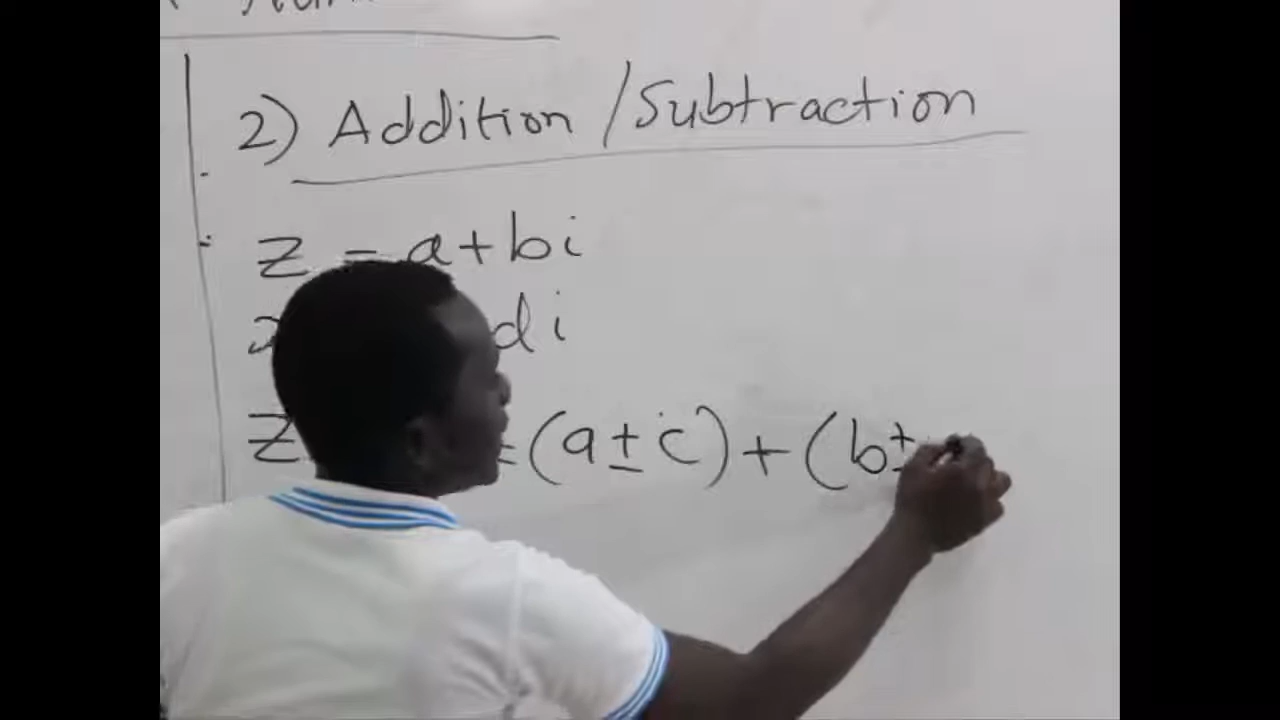 2) Addition / Subtraction
z = a + bi
di
z = (a ± c) + (b ±